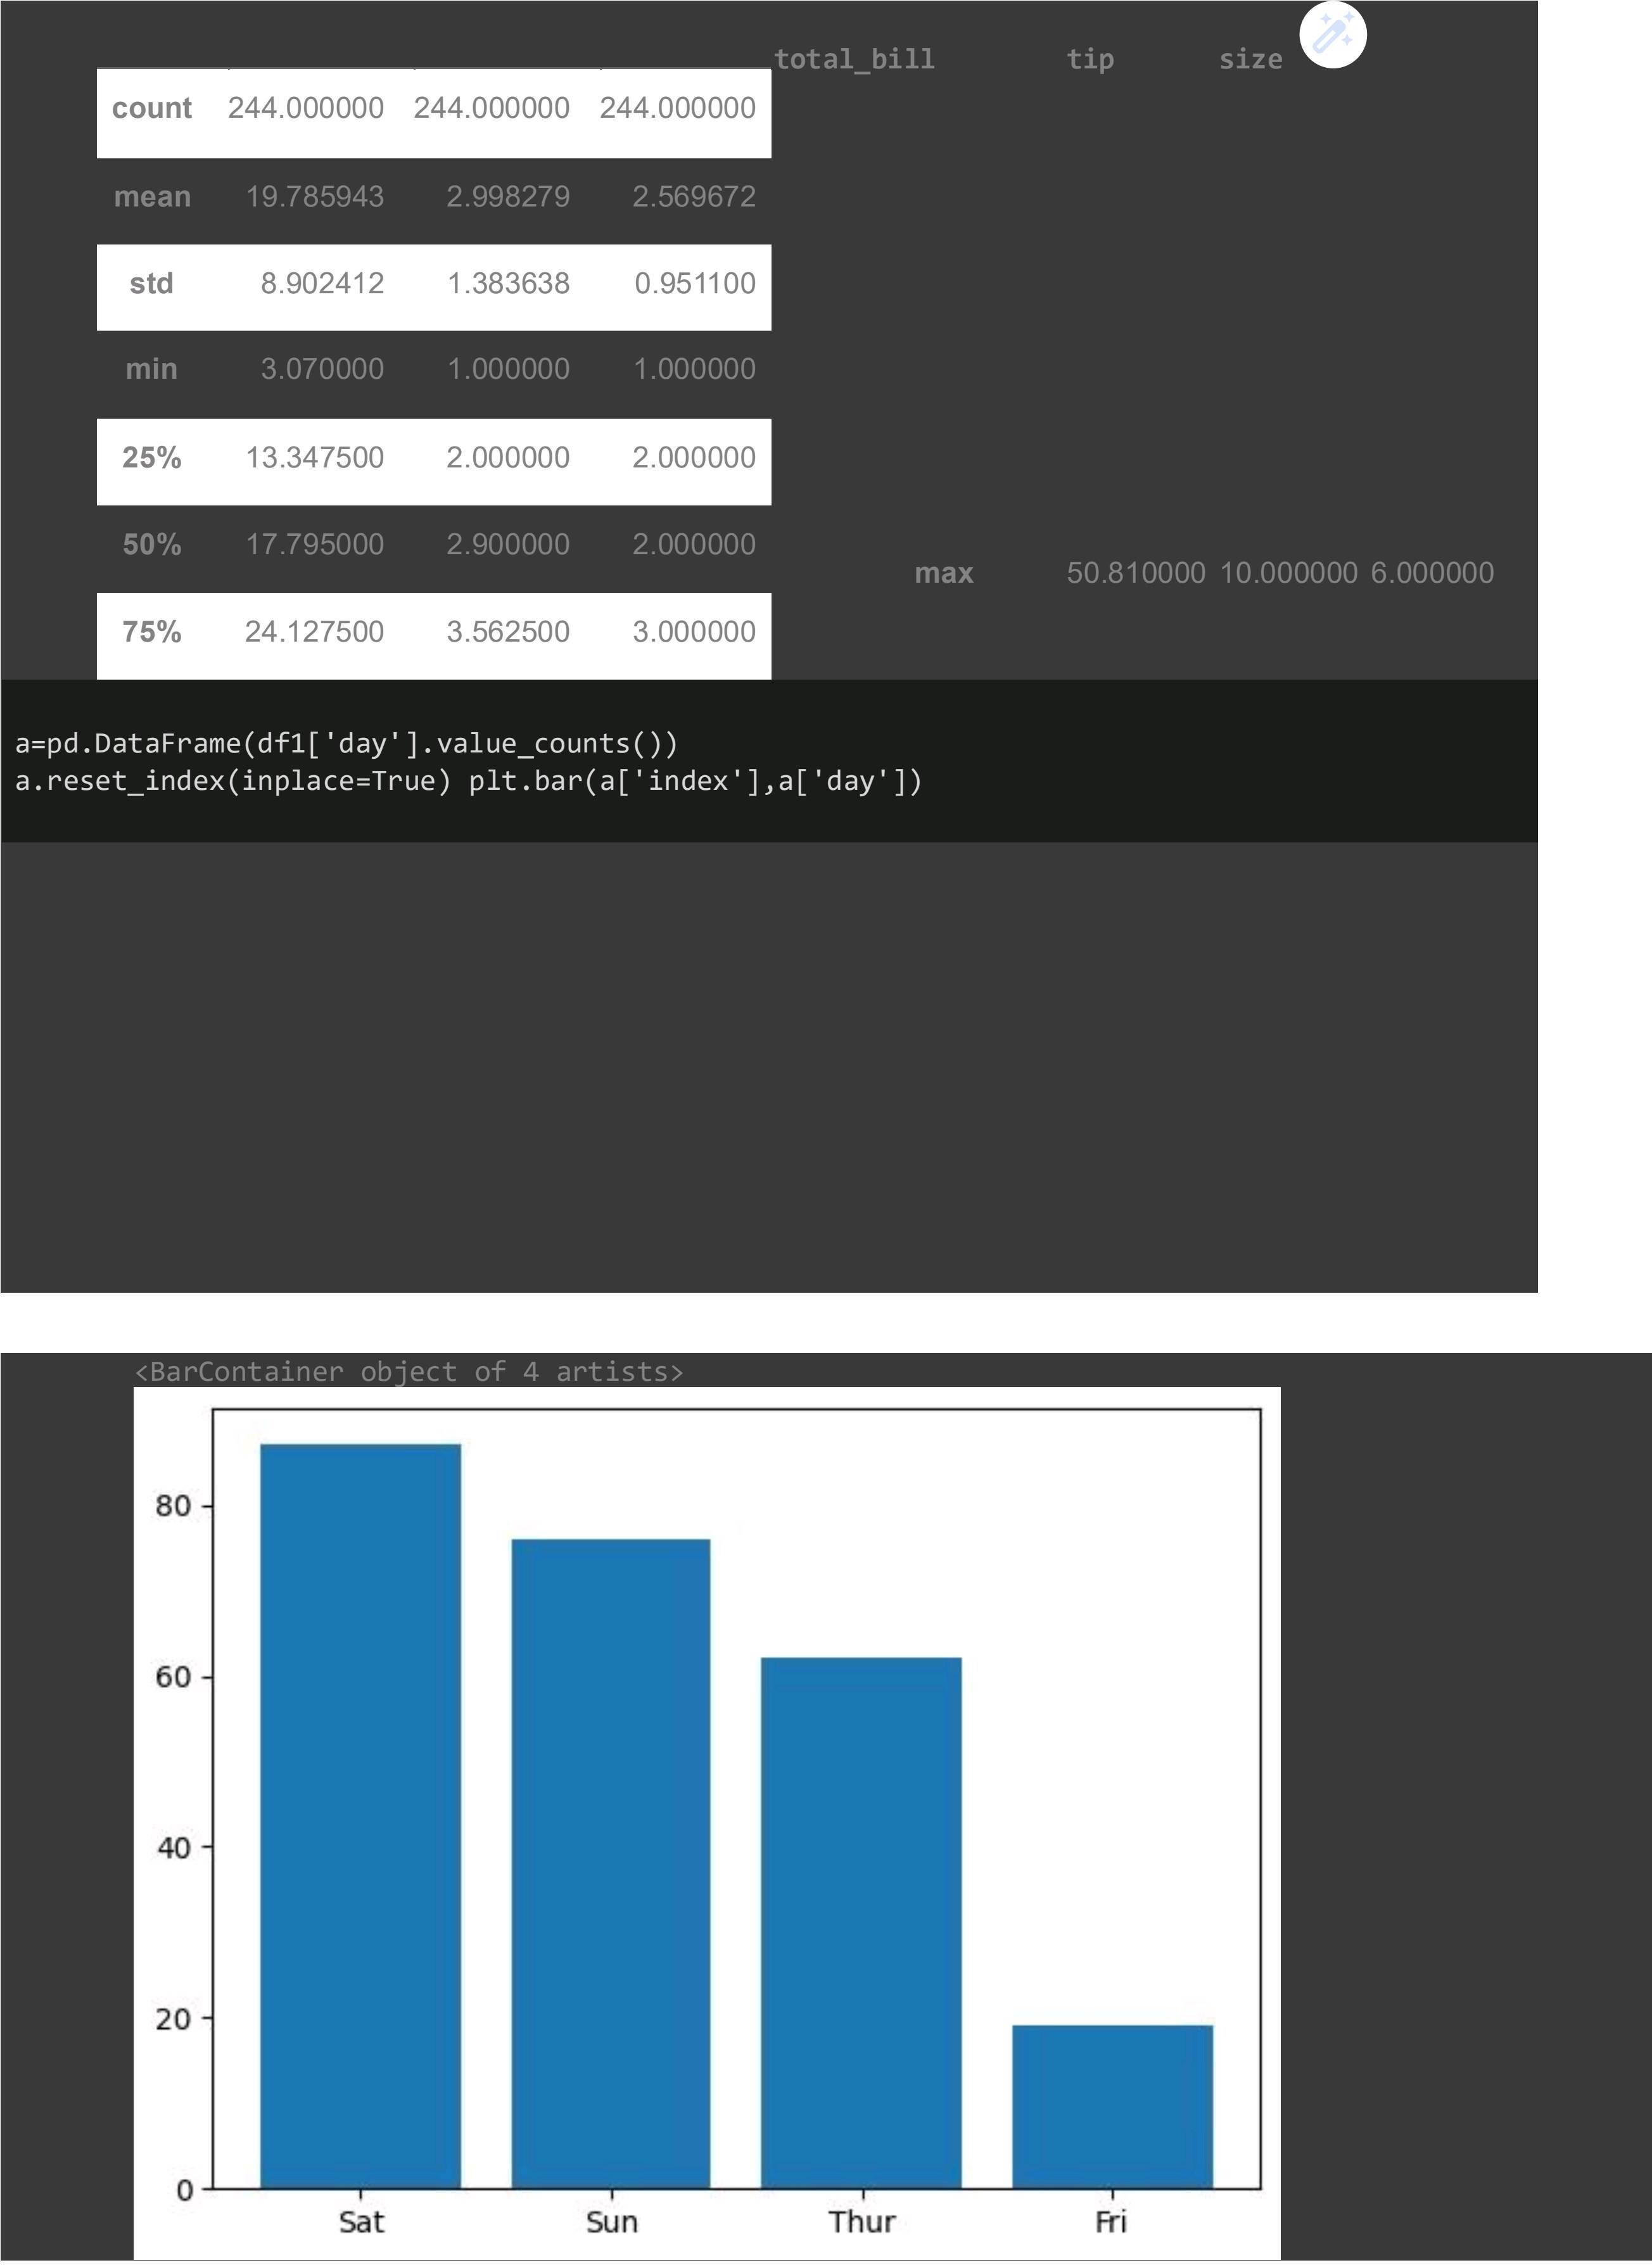 total_bill tip size
count 244.000000 244.000000 244.000000
mean 19.785943 2.998279 2.569672
std 8.902412 1.383638 0.951100
min 3.070000 1.000000 1.000000
25% 13.347500 2.000000 2.000000
50% 17.795000 2.900000 2.000000
max 50.810000 10.000000 6.000000
75% 24.127500 3.562500 3.000000
a=pd.DataFrame(df1['day'].value_counts())
a.reset_index(inplace=True) plt.bar(a['index'],a['day'])
<BarContainer object of 4 artists>
80
60
40
20
0
Sat Sun Thur Fri